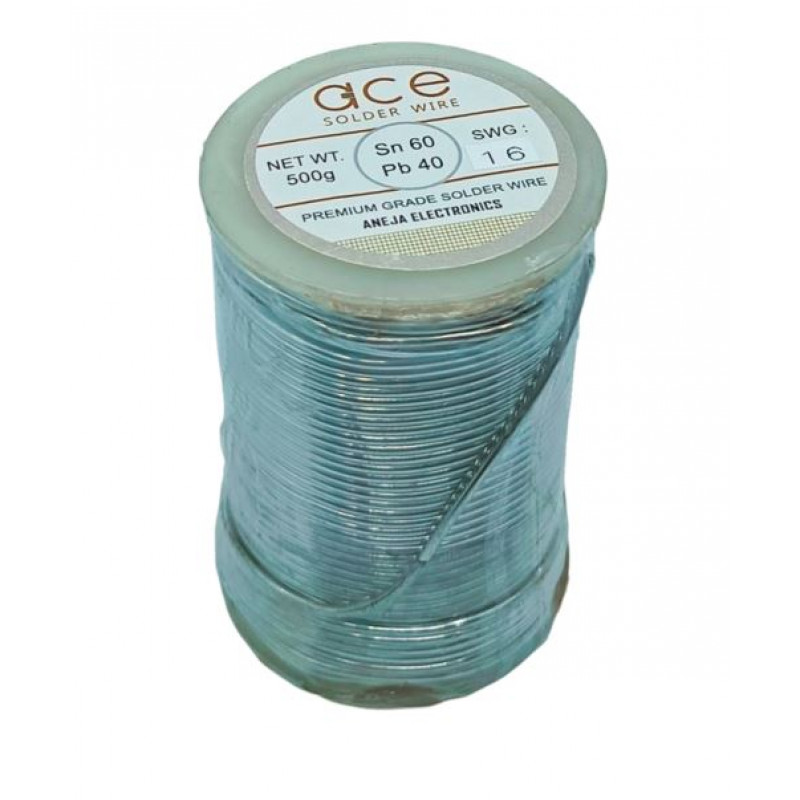 ace
SOLDER WIRE
NET WT.
500g
Sn 60
Pb 40
SWG :
16
PREMIUM GRADE SOLDER WIRE
ANEJA ELECTRONICS